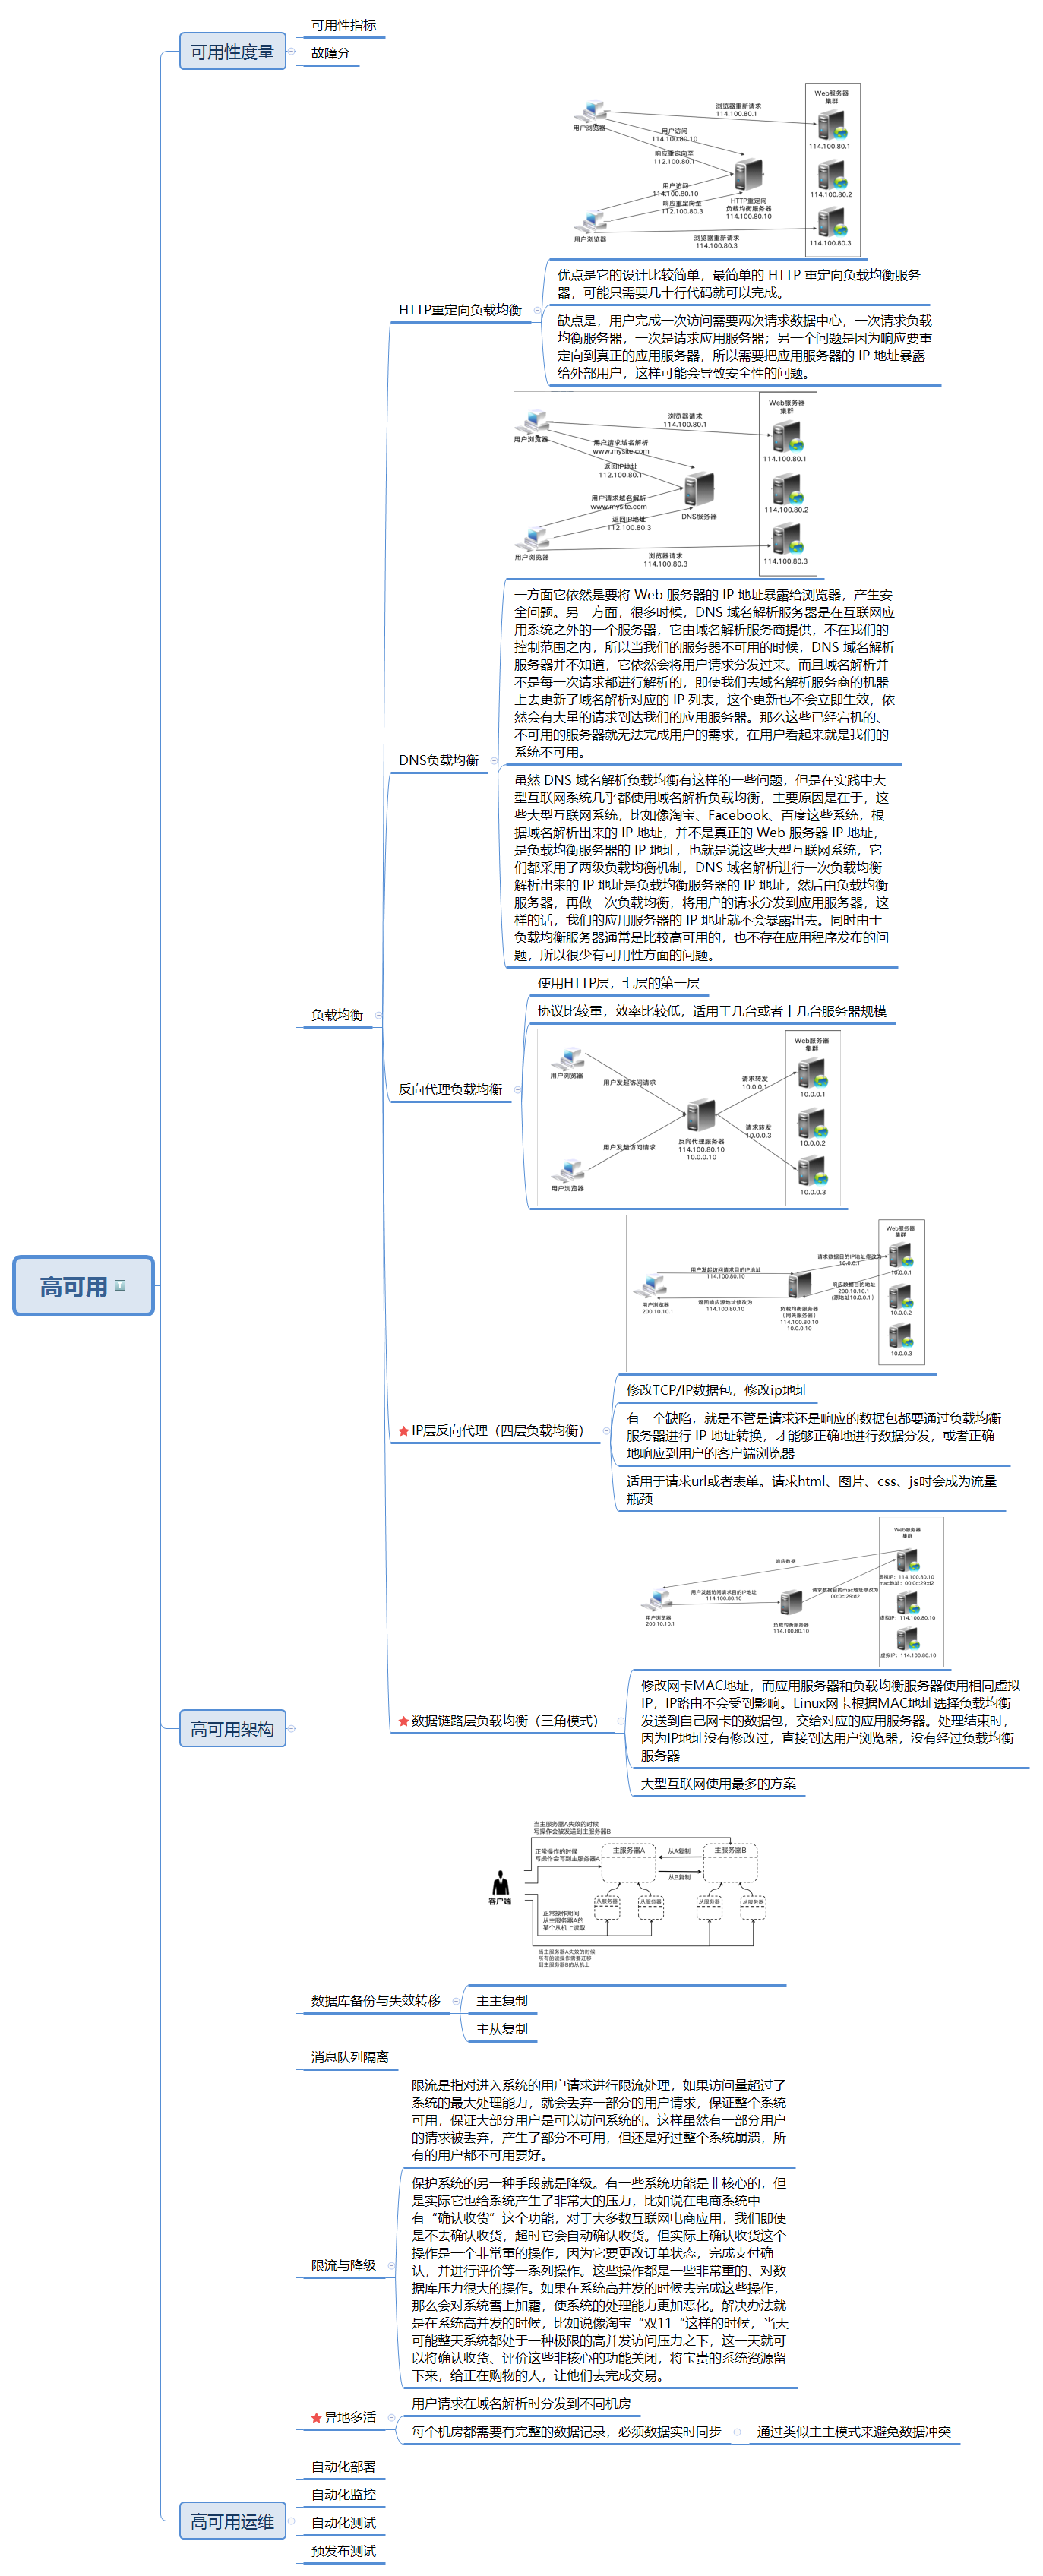 可用性度量
可用性指标
故障分
Web服务器
集群
浏览器重新请求
114.100.80.1
用户浏览器
用户访问
114.100.80.10
114.100.80.1
响应重定向至
112.100.80.1
用户访问
114.100.80.10
响应重定向至
112.100.80.3
HTTP重定向
负载均衡服务器
114.100.80.10
114.100.80.2
用户浏览器
浏览器重新请求
114.100.80.3
114.100.80.3
HTTP重定向负载均衡
优点是它的设计比较简单，最简单的 HTTP 重定向负载均衡服务
器，可能只需要几十行代码就可以完成。
缺点是，用户完成一次访问需要两次请求数据中心，一次请求负载
均衡服务器，一次是请求应用服务器；另一个问题是因为响应要重
定向到真正的应用服务器，所以需要把应用服务器的 IP 地址暴露
给外部用户，这样可能会导致安全性的问题。
Web服务器
集群
浏览器请求
114.100.80.1
用户浏览器
用户请求域名解析
www.mysite.com
114.100.80.1
返回IP地址
112.100.80.1
用户请求域名解析
www.mysite.com
返回IP地址
112.100.80.3
DNS服务器
114.100.80.2
用户浏览器
浏览器请求
114.100.80.3
114.100.80.3
DNS负载均衡
一方面它依然是要将 Web 服务器的 IP 地址暴露给浏览器，产生安
全问题。另一方面，很多时候，DNS 域名解析服务器是在互联网应
用系统之外的一个服务器，它由域名解析服务商提供，不在我们的
控制范围之内，所以当我们的服务器不可用的时候，DNS 域名解析
服务器并不知道，它依然会将用户请求分发过来。而且域名解析并
不是每一次请求都进行解析的，即使我们去域名解析服务商的机器
上去更新了域名解析对应的 IP 列表，这个更新也不会立即生效，依
然会有大量的请求到达我们的应用服务器。那么这些已经宕机的、
不可用的服务器就无法完成用户的需求，在用户看起来就是我们的
系统不可用。
虽然 DNS 域名解析负载均衡有这样的一些问题，但是在实践中大
型互联网系统几乎都使用域名解析负载均衡，主要原因是在于，这
些大型互联网系统，比如像淘宝、Facebook、百度这些系统，根
据域名解析出来的 IP 地址，并不是真正的 Web 服务器 IP 地址，
是负载均衡服务器的 IP 地址，也就是说这些大型互联网系统，它
们都采用了两级负载均衡机制，DNS 域名解析进行一次负载均衡
解析出来的 IP 地址是负载均衡服务器的 IP 地址，然后由负载均衡
服务器，再做一次负载均衡，将用户的请求分发到应用服务器，这
样的话，我们的应用服务器的 IP 地址就不会暴露出去。同时由于
负载均衡服务器通常是比较高可用的，也不存在应用程序发布的问
题，所以很少有可用性方面的问题。
负载均衡
反向代理负载均衡
使用HTTP层，七层的第一层
协议比较重，效率比较低，适用于几台或者十几台服务器规模
Web服务器
集群
用户浏览器
用户发起访问请求
请求转发
10.0.0.1
10.0.0.1
反向代理服务器
114.100.80.10
10.0.0.10
请求转发
10.0.0.3
10.0.0.2
用户发起访问请求
用户浏览器
10.0.0.3
高可用
Web服务器
集群
请求数据目的IP地址修改为
10.0.0.1
用户发起访问请求目的IP地址
114.100.80.10
10.0.0.1
响应数据目的地址
200.10.10.1
(源地址10.0.0.1）
用户浏览器
200.10.10.1
返回响应源地址修改为
114.100.80.10
负载均衡服务器
（网关服务器）
114.100.80.10
10.0.0.10
10.0.0.2
10.0.0.3
IP层反向代理（四层负载均衡）
修改TCP/IP数据包，修改ip地址
有一个缺陷，就是不管是请求还是响应的数据包都要通过负载均衡
服务器进行 IP 地址转换，才能够正确地进行数据分发，或者正确
地响应到用户的客户端浏览器
适用于请求url或者表单。请求html、图片、css、js时会成为流量
瓶颈
Web服务器
集群
响应数据
虚拟IP：114.100.80.10
mac地址：00:0c:29:d2
用户发起访问请求目的IP地址
114.100.80.10
请求数据目的mac地址修改为
00:0c:29:d2
用户浏览器
200.10.10.1
负载均衡服务器
114.100.80.10
虚拟IP：114.100.80.10
虚拟IP：114.100.80.10
高可用架构
数据链路层负载均衡（三角模式）
修改网卡MAC地址，而应用服务器和负载均衡服务器使用相同虚拟
IP，IP路由不会受到影响。Linux网卡根据MAC地址选择负载均衡
发送到自己网卡的数据包，交给对应的应用服务器。处理结束时，
因为IP地址没有修改过，直接到达用户浏览器，没有经过负载均衡
服务器
大型互联网使用最多的方案
当主服务器A失效的时候
写操作会被发送到主服务器B
正常操作的时候
写操作会写到主服务器A
主服务器A
从A复制
主服务器B
从B复制
客户端
从服务器
从服务器
从服务器
从服务器
正常操作期间
从主服务器A的
某个从机上读取
当主服务器A失效的时候
所有的读操作需要迁移
到主服务器B的从机上
数据库备份与失效转移
主主复制
主从复制
消息队列隔离
限流与降级
限流是指对进入系统的用户请求进行限流处理，如果访问量超过了
系统的最大处理能力，就会丢弃一部分的用户请求，保证整个系统
可用，保证大部分用户是可以访问系统的。这样虽然有一部分用户
的请求被丢弃，产生了部分不可用，但还是好过整个系统崩溃，所
有的用户都不可用要好。
保护系统的另一种手段就是降级。有一些系统功能是非核心的，但
是实际它也给系统产生了非常大的压力，比如说在电商系统中
有“确认收货”这个功能，对于大多数互联网电商应用，我们即使
是不去确认收货，超时它会自动确认收货。但实际上确认收货这个
操作是一个非常重的操作，因为它要更改订单状态，完成支付确
认，并进行评价等一系列操作。这些操作都是一些非常重的、对数
据库压力很大的操作。如果在系统高并发的时候去完成这些操作，
那么会对系统雪上加霜，使系统的处理能力更加恶化。解决办法就
是在系统高并发的时候，比如说像淘宝“双11“这样的时候，当天
可能整天系统都处于一种极限的高并发访问压力之下，这一天就可
以将确认收货、评价这些非核心的功能关闭，将宝贵的系统资源留
下来，给正在购物的人，让他们去完成交易。
异地多活
用户请求在域名解析时分发到不同机房
每个机房都需要有完整的数据记录，必须数据实时同步
通过类似主主模式来避免数据冲突
高可用运维
自动化部署
自动化监控
自动化测试
预发布测试